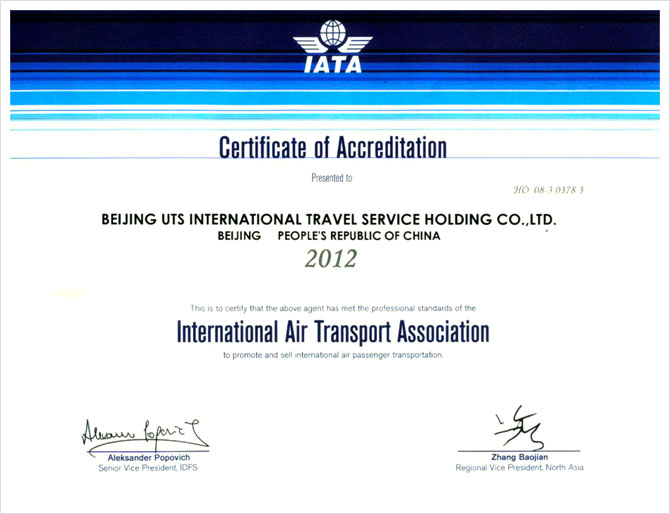 IATA
Certificate of Accreditation
Presented to:
HO 08-3 0378 3
BEIJING UTS INTERNATIONAL TRAVEL SERVICE HOLDING CO.,LTD.
BEIJING PEOPLE'S REPUBLIC OF CHINA
2012
This is to certify that the above agent has met the professional standards of the
International Air Transport Association
to promote and sell international air passenger transportation.
Aleksander Popovich
Senior Vice President, IDFS
Zhang Baojian
Regional Vice President, North Asia